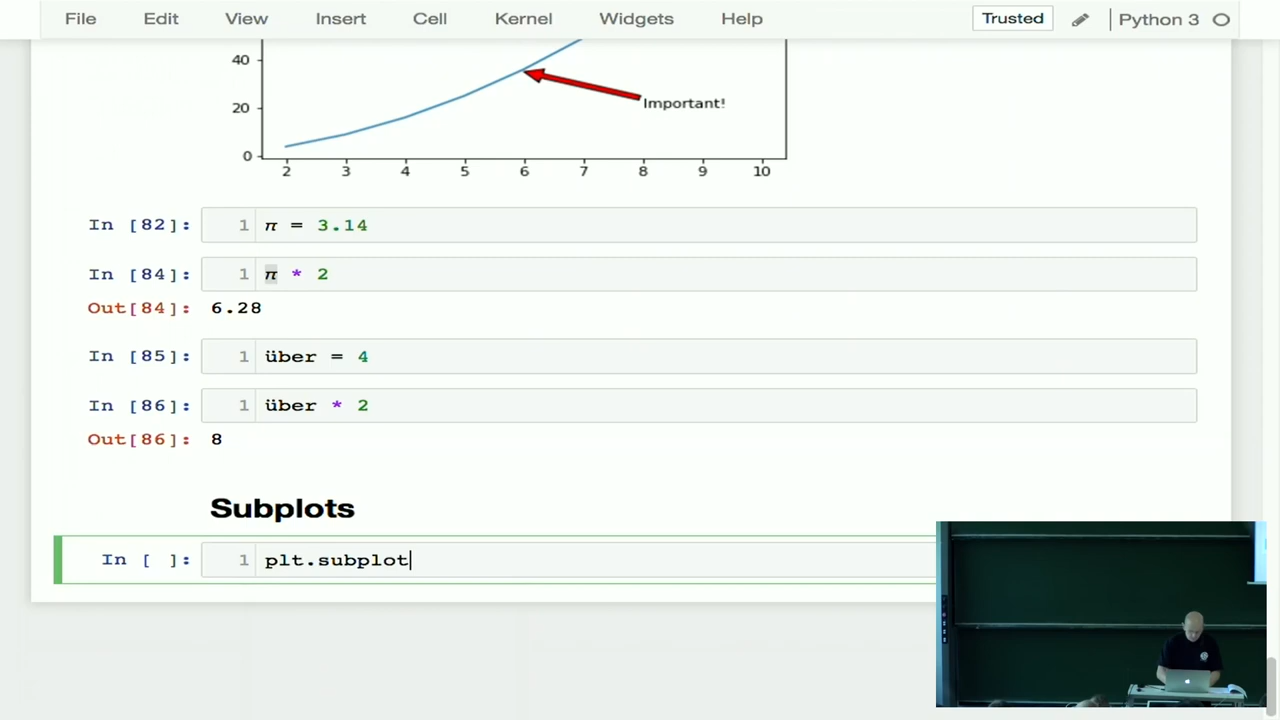 File Edit View Insert Cell Kernel Widgets Help Trusted Python 3
40
20
Important!
0
2 3 4 5 6 7 8 9 10
In [82]: 1 π = 3.14
In [84]: 1 π * 2
Out[84]: 6.28
In [85]: 1 über = 4
In [86]: 1 über * 2
Out[86]: 8
Subplots
In [ ]: 1 plt.subplot